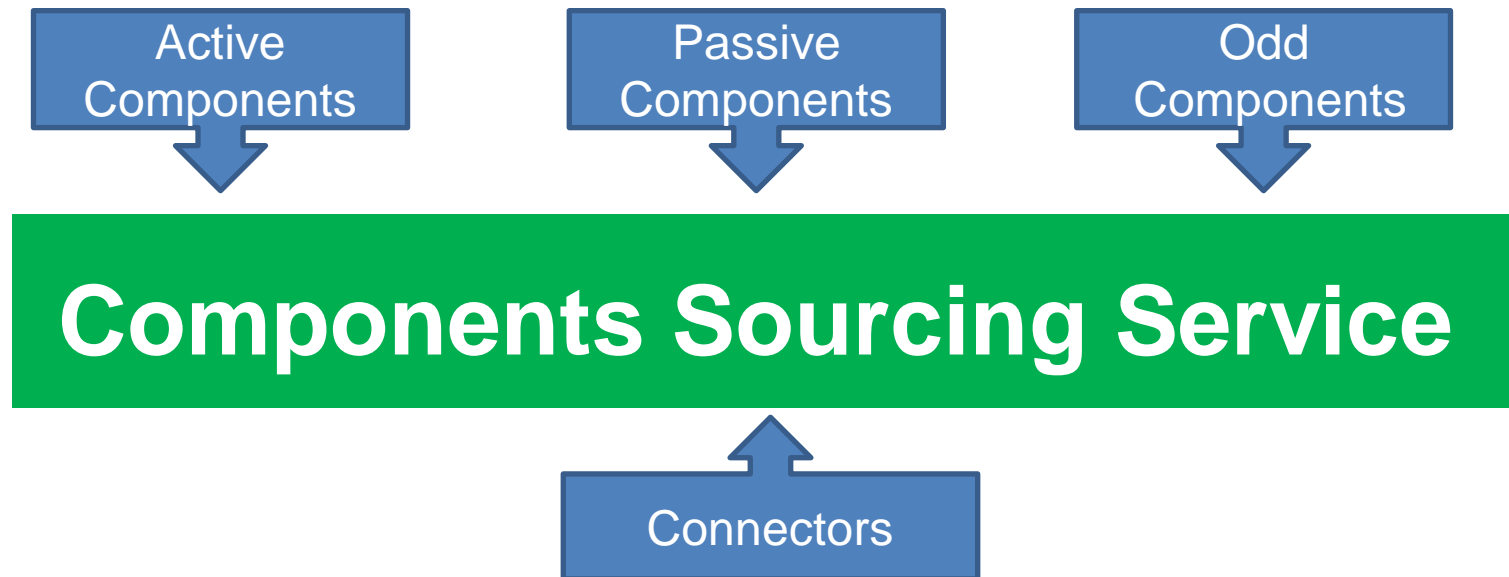 Active
Components
Passive
Components
Odd
Components
Components Sourcing Service
Connectors